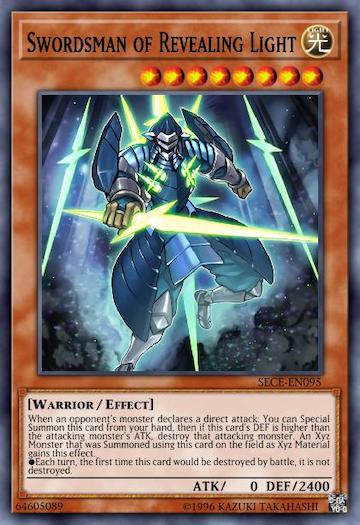 Swordsman of Revealing Light
LIGHT
光
SECE-EN095
[Warrior / Effect]
When an opponent's monster declares a direct attack: You can Special
Summon this card from your hand, then if this card's DEF is higher than
the attacking monster's ATK, destroy that attacking monster. An Xyz
Monster that was Summoned using this card on the field as Xyz Material
gains this effect.
●Each turn, the first time this card would be destroyed by battle, it is not
destroyed.
ATK/ 0 DEF/2400
64605089
©1996 KAZUKI TAKAHASHI